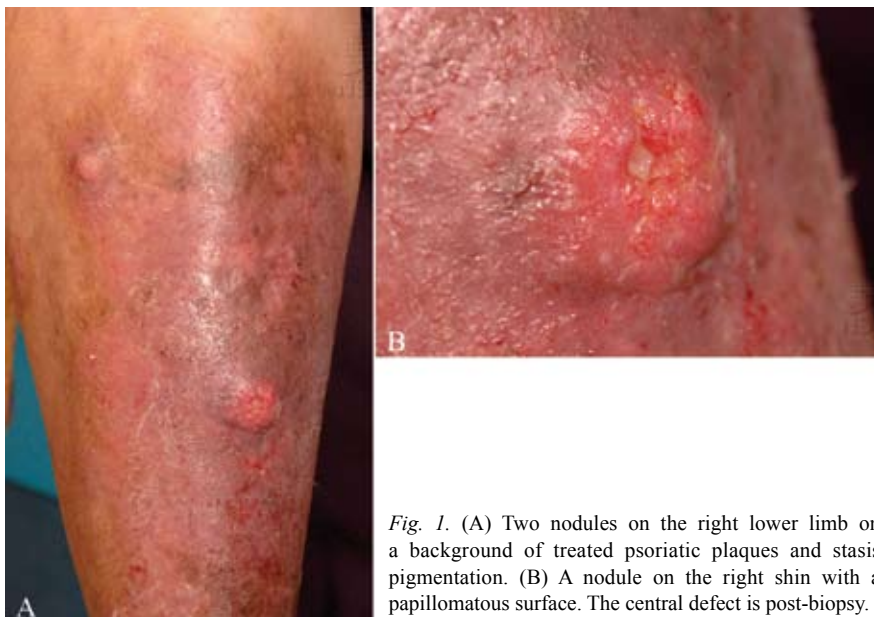 A
B
Fig. 1. (A) Two nodules on the right lower limb on
a background of treated psoriatic plaques and stasis
pigmentation. (B) A nodule on the right shin with a
papillomatous surface. The central defect is post-biopsy.